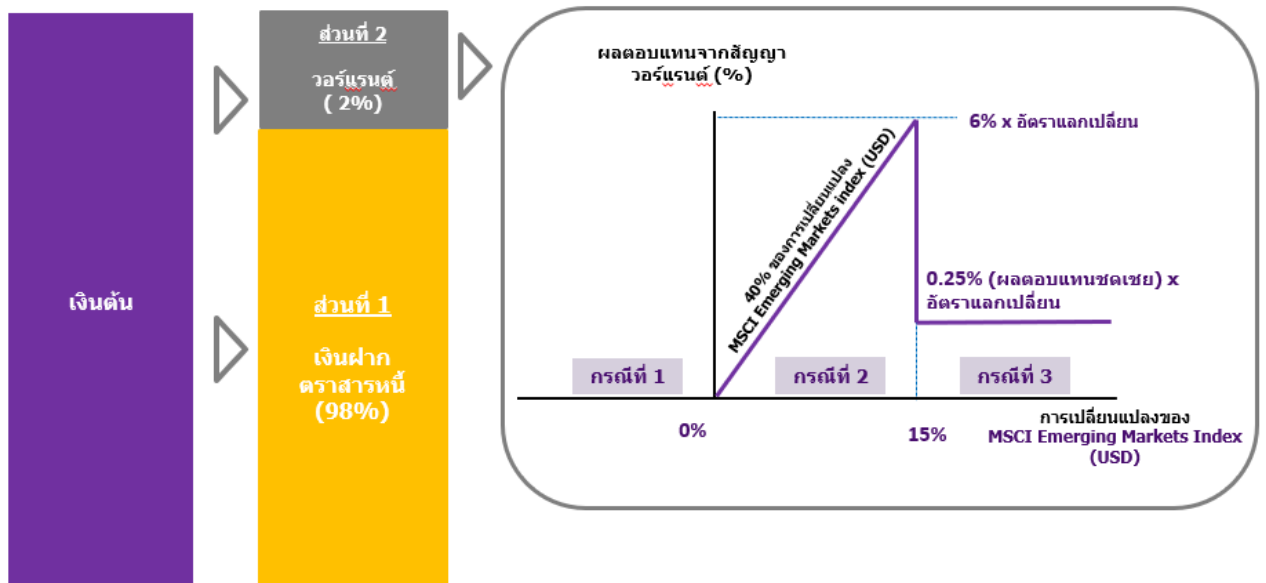 เงินต้น
ส่วนที่ 2
วอร์แรนต์
( 2%)
ส่วนที่ 1
เงินฝาก
ตราสารหนี้
(98%)
ผลตอบแทนจากสัญญา
วอร์แรนต์ (%)
6% x อัตราแลกเปลี่ยน
40% ของการเปลี่ยนแปลง
MSCI Emerging Markets index (USD)
0.25% (ผลตอบแทนชดเชย) x
อัตราแลกเปลี่ยน
กรณีที่ 1
กรณีที่ 2
กรณีที่ 3
0%
15%
การเปลี่ยนแปลงของ
MSCI Emerging Markets Index
(USD)